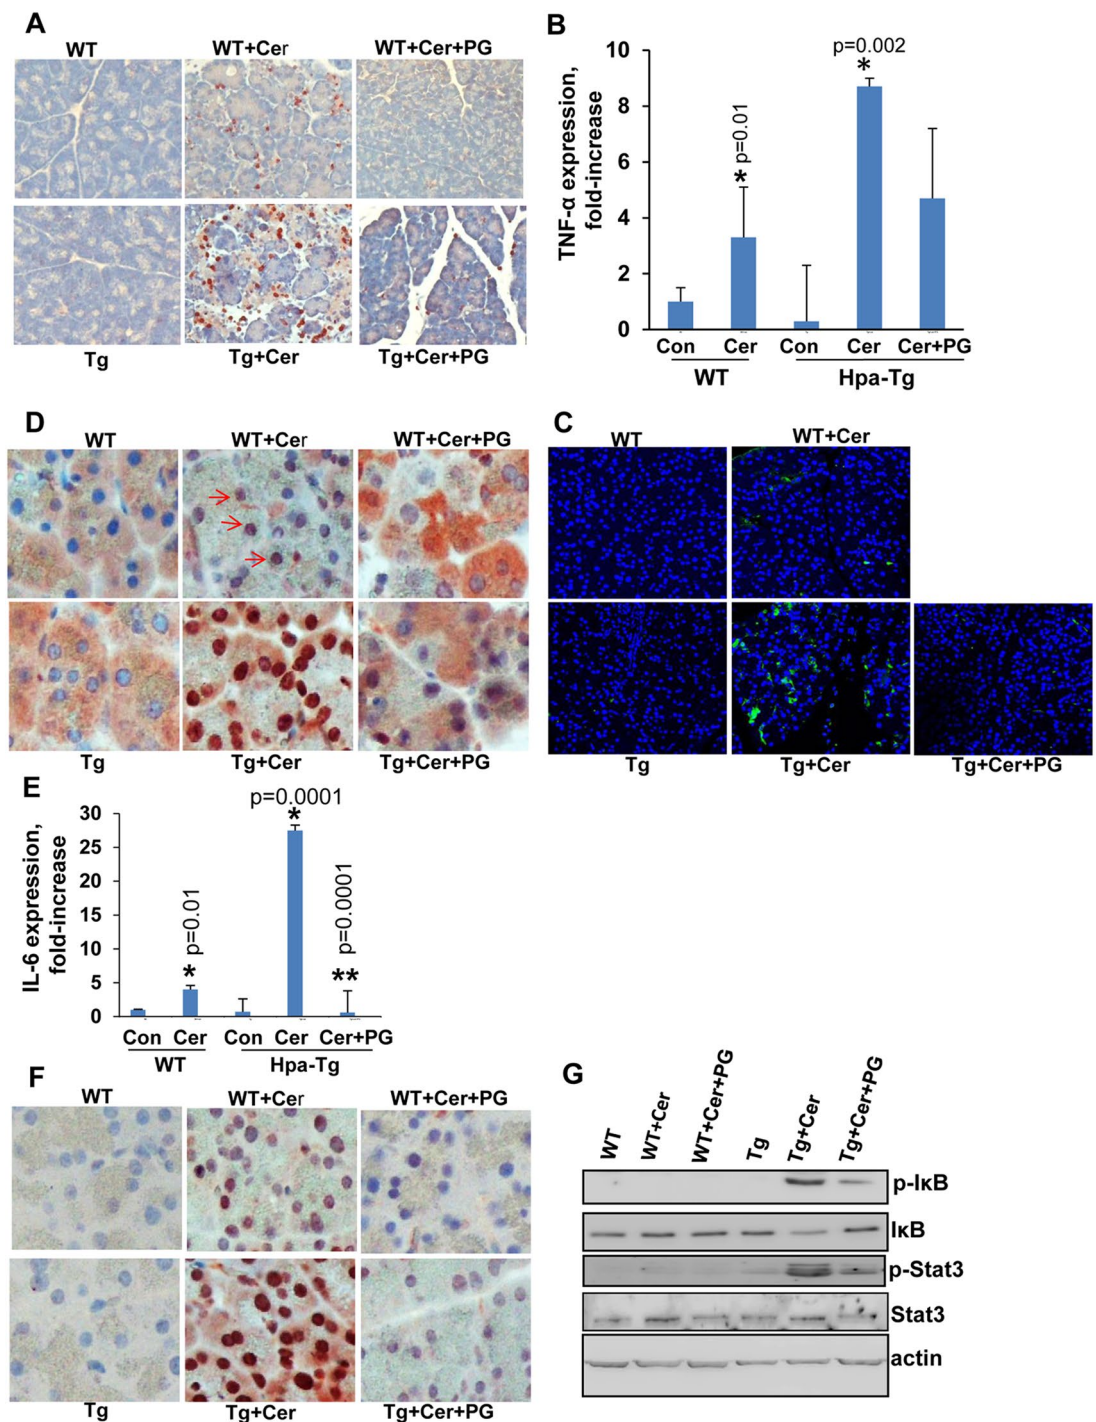 A
WT
WT+Cer
WT+Cer+PG
Tg
Tg+Cer
Tg+Cer+PG
B
TNF-α expression,
fold-increase
10
8
6
4
2
0
* p=0.01
p=0.002
*
Con Cer Con Cer Cer+PG
WT Hpa-Tg
D
WT
WT+Cer
WT+Cer+PG
Tg
Tg+Cer
Tg+Cer+PG
C
WT
WT+Cer
Tg
Tg+Cer
Tg+Cer+PG
E
IL-6 expression,
fold-increase
30
25
20
15
10
5
0
* p=0.01
p=0.0001
*
** p=0.0001
Con Cer Con Cer Cer+PG
WT Hpa-Tg
F
WT
WT+Cer
WT+Cer+PG
Tg
Tg+Cer
Tg+Cer+PG
G
WT
WT+Cer
WT+Cer+PG
Tg
Tg+Cer
Tg+Cer+PG
p-IκB
IκB
p-Stat3
Stat3
actin